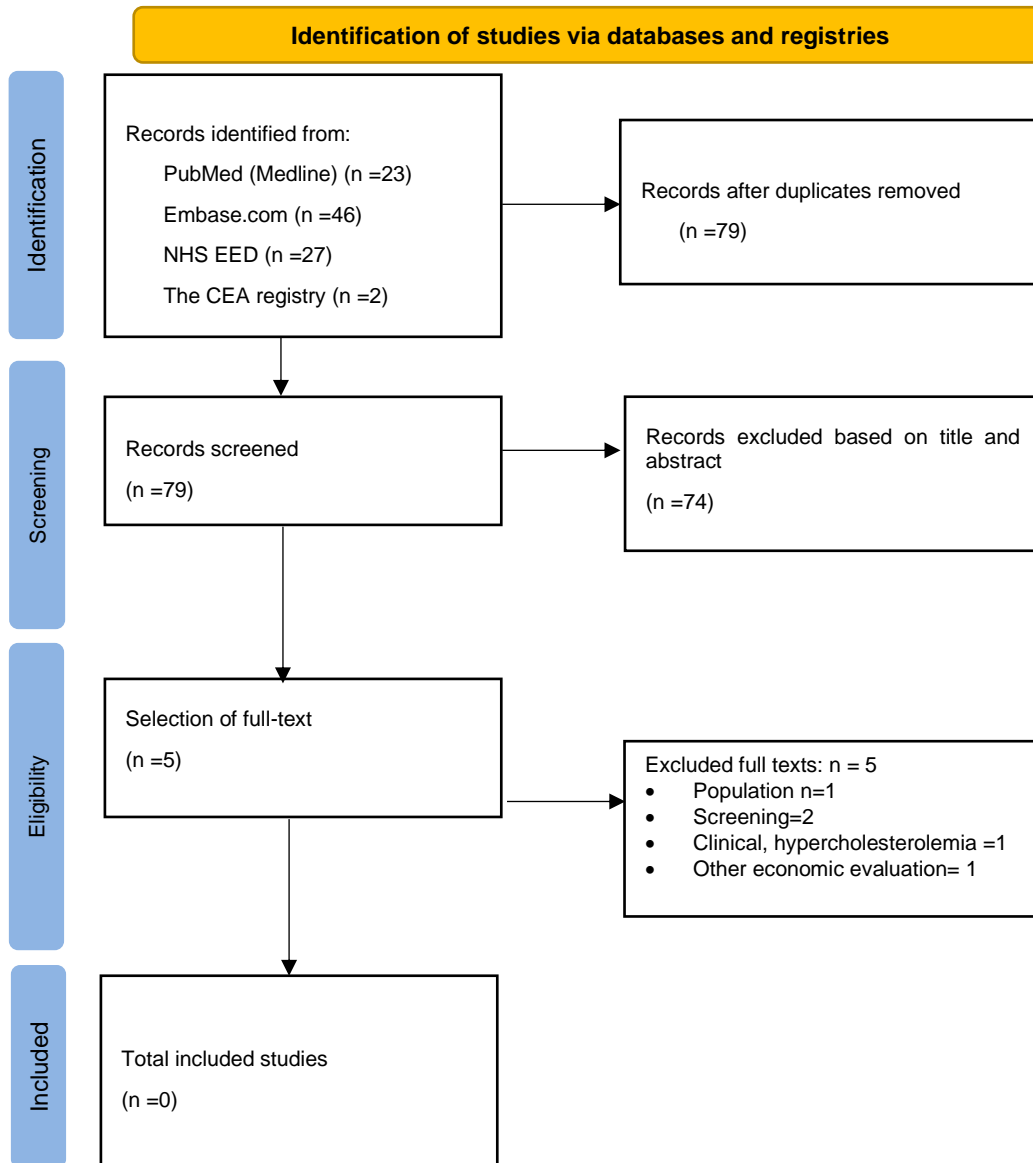 Identification of studies via databases and registries
Identification
Records identified from:
PubMed (Medline) (n =23)
Embase.com (n =46)
NHS EED (n =27)
The CEA registry (n =2)
Records after duplicates removed
(n =79)
Screening
Records screened
(n =79)
Records excluded based on title and
abstract
(n =74)
Eligibility
Selection of full-text
(n =5)
Excluded full texts: n = 5
• Population n=1
• Screening=2
• Clinical, hypercholesterolemia =1
• Other economic evaluation= 1
Included
Total included studies
(n =0)